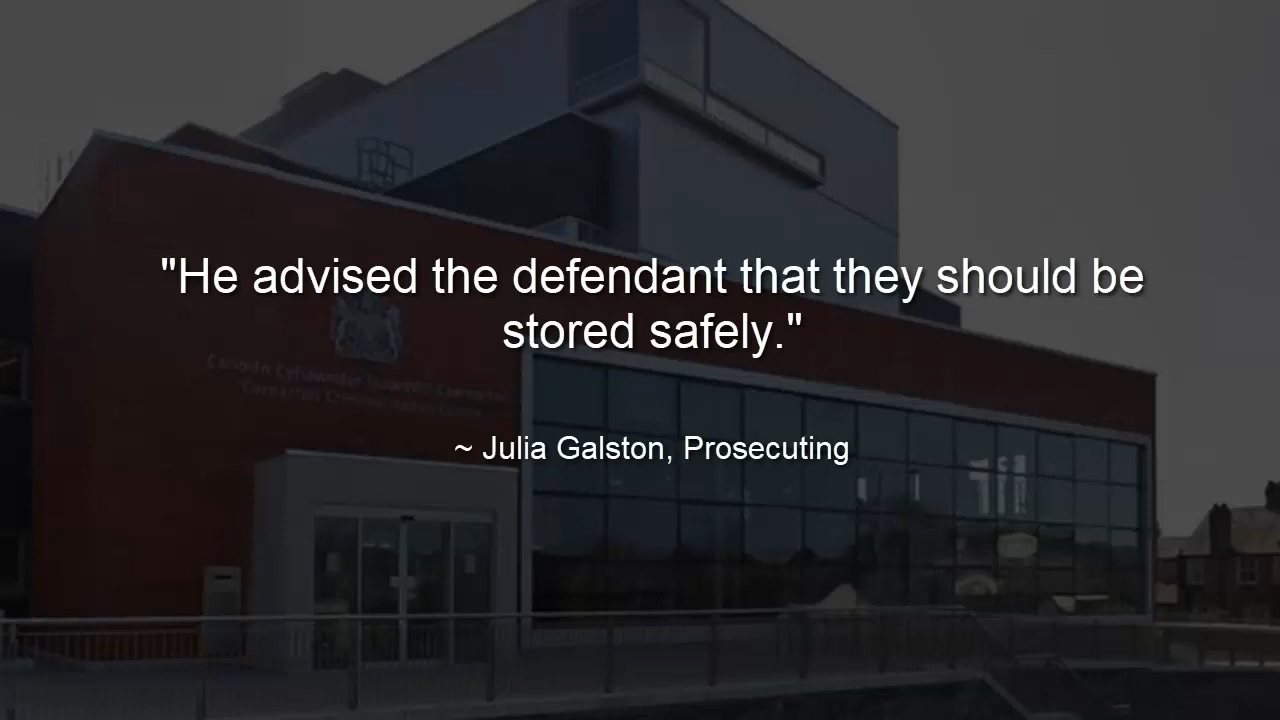 "He advised the defendant that they should be
stored safely."
~ Julia Galston, Prosecuting